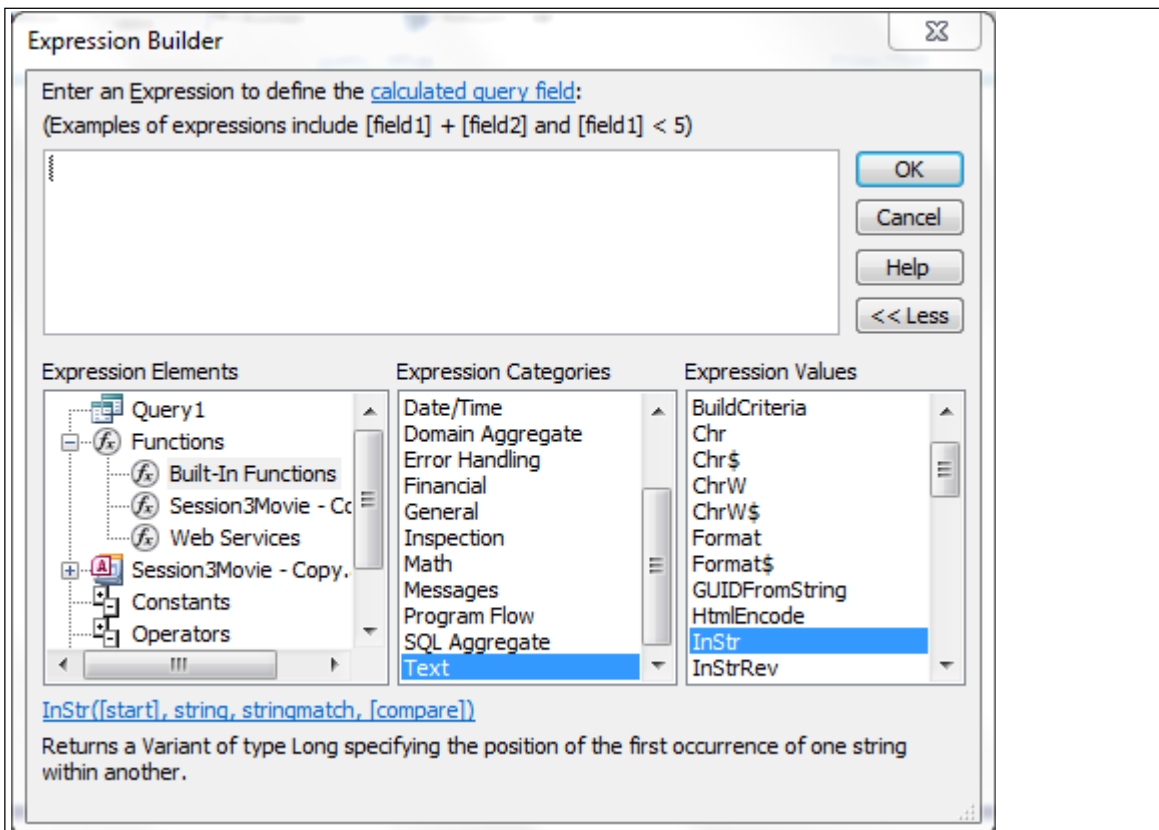 Expression Builder
Enter an Expression to define the calculated query field:
(Examples of expressions include [field1] + [field2] and [field1] < 5)
OK
Cancel
Help
<< Less
Expression Elements
Query1
Functions
Built-In Functions
Session3Movie - Co
Web Services
Session3Movie - Copy.
Constants
Operators
Expression Categories
Date/Time
Domain Aggregate
Error Handling
Financial
General
Inspection
Math
Messages
Program Flow
SQL Aggregate
Text
Expression Values
BuildCriteria
Chr
Chr$
ChrW
ChrW$
Format
Format$
GUIDFromString
HtmlEncode
InStr
InStrRev
InStr([start], string, stringmatch, [compare])
Returns a Variant of type Long specifying the position of the first occurrence of one string
within another.